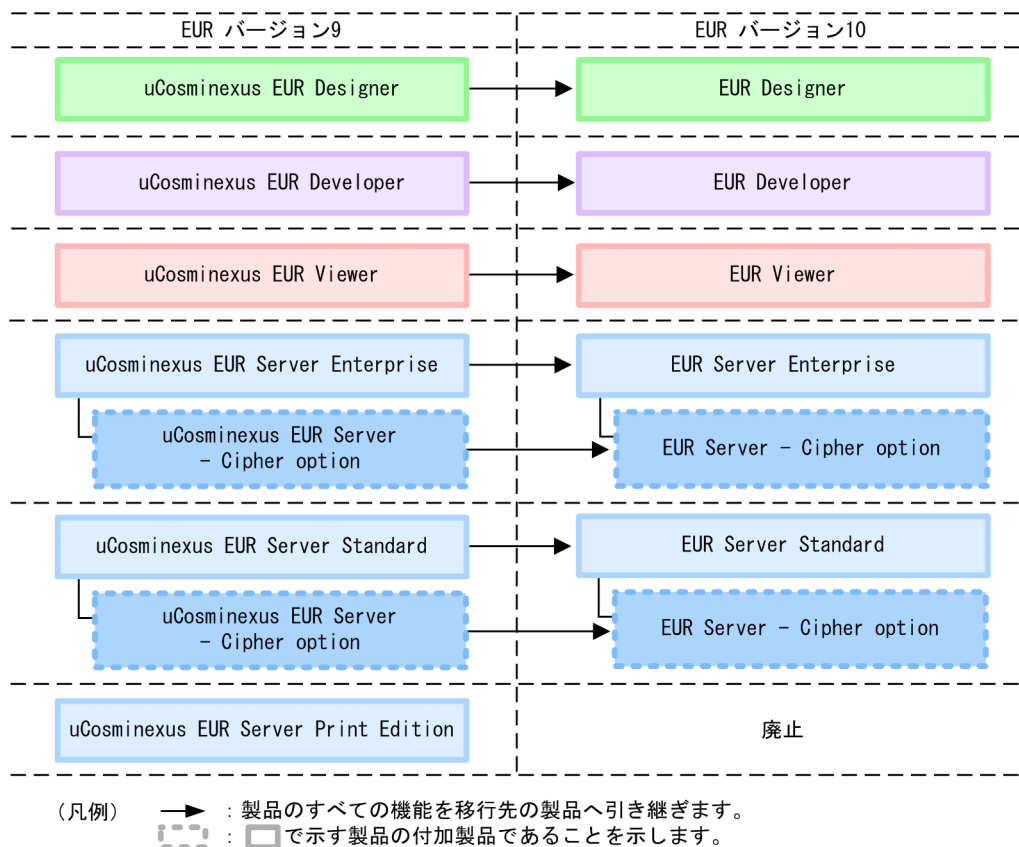 EUR バージョン9
EUR バージョン10
uCosminexus EUR Designer
EUR Designer
uCosminexus EUR Developer
EUR Developer
uCosminexus EUR Viewer
EUR Viewer
uCosminexus EUR Server Enterprise
EUR Server Enterprise
uCosminexus EUR Server
− Cipher option
EUR Server − Cipher option
uCosminexus EUR Server Standard
EUR Server Standard
uCosminexus EUR Server
− Cipher option
EUR Server − Cipher option
uCosminexus EUR Server Print Edition
廃止
(凡例)
:製品のすべての機能を移行先の製品へ引き継ぎます。
: で示す製品の付加製品であることを示します。